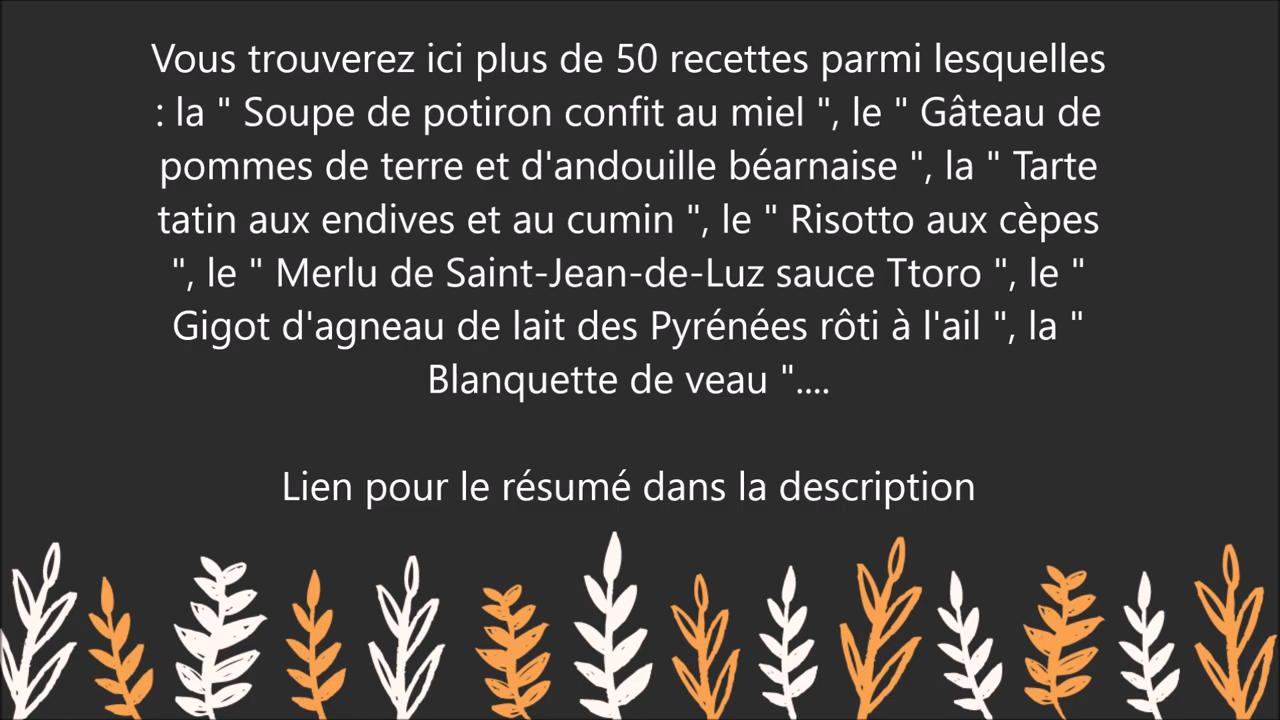 Vous trouverez ici plus de 50 recettes parmi lesquelles
: la " Soupe de potiron confit au miel ", le " Gâteau de
pommes de terre et d'andouille béarnaise ", la " Tarte
tatin aux endives et au cumin ", le " Risotto aux cèpes
", le " Merlu de Saint-Jean-de-Luz sauce Ttoro ", le "
Gigot d'agneau de lait des Pyrénées rôti à l'ail ", la "
Blanquette de veau "....
Lien pour le résumé dans la description